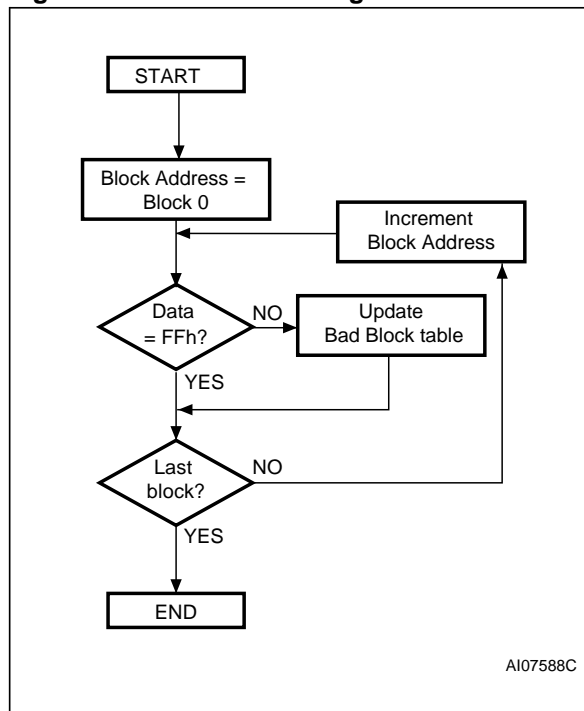 START
Block Address =
Block 0
Increment
Block Address
Data
= FFh?
NO
Update
Bad Block table
YES
Last
block?
NO
YES
END
AI07588C